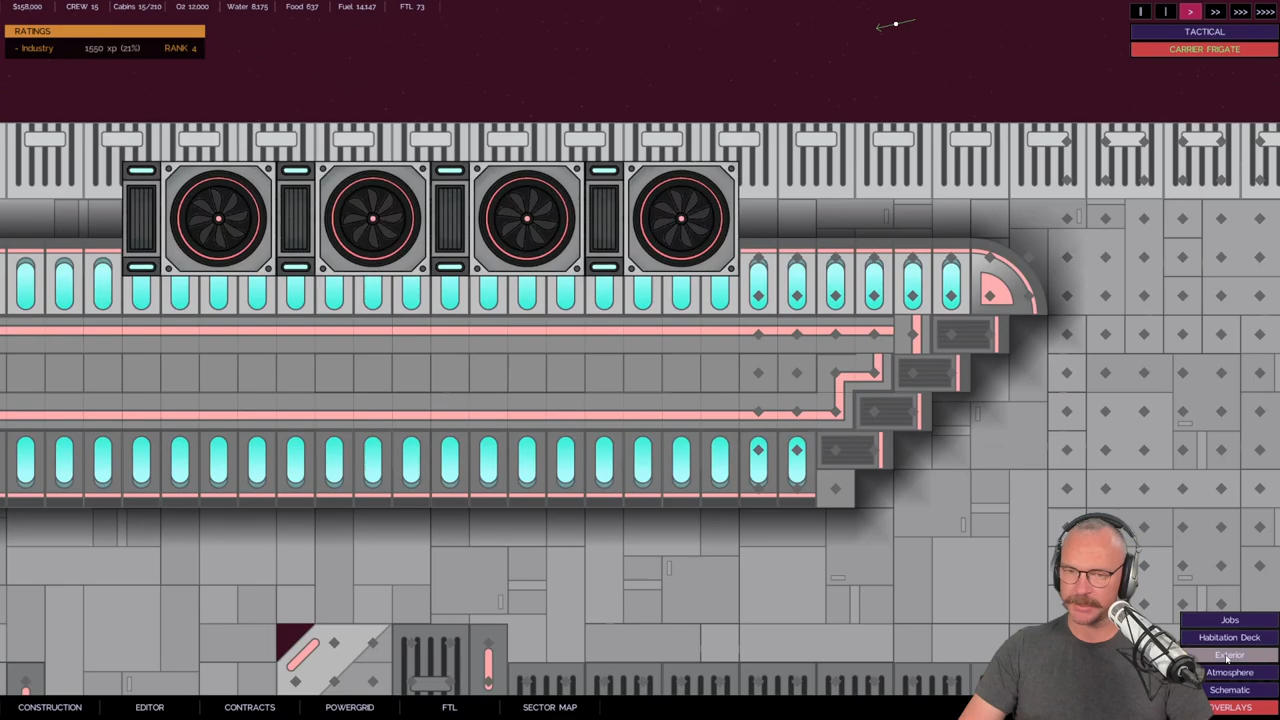 $158,000 CREW 15 Cabins 15/210 O2 12,000 Water 8,175 Food 637 Fuel 14,147 FTL 73
RATINGS
- Industry 1550 xp (21%) RANK 4
|| | > >> >>> >>>>
TACTICAL
CARRIER FRIGATE
Jobs
Habitation Deck
Exterior
Atmosphere
Schematic
OVERLAYS
CONSTRUCTION EDITOR CONTRACTS POWERGRID FTL SECTOR MAP